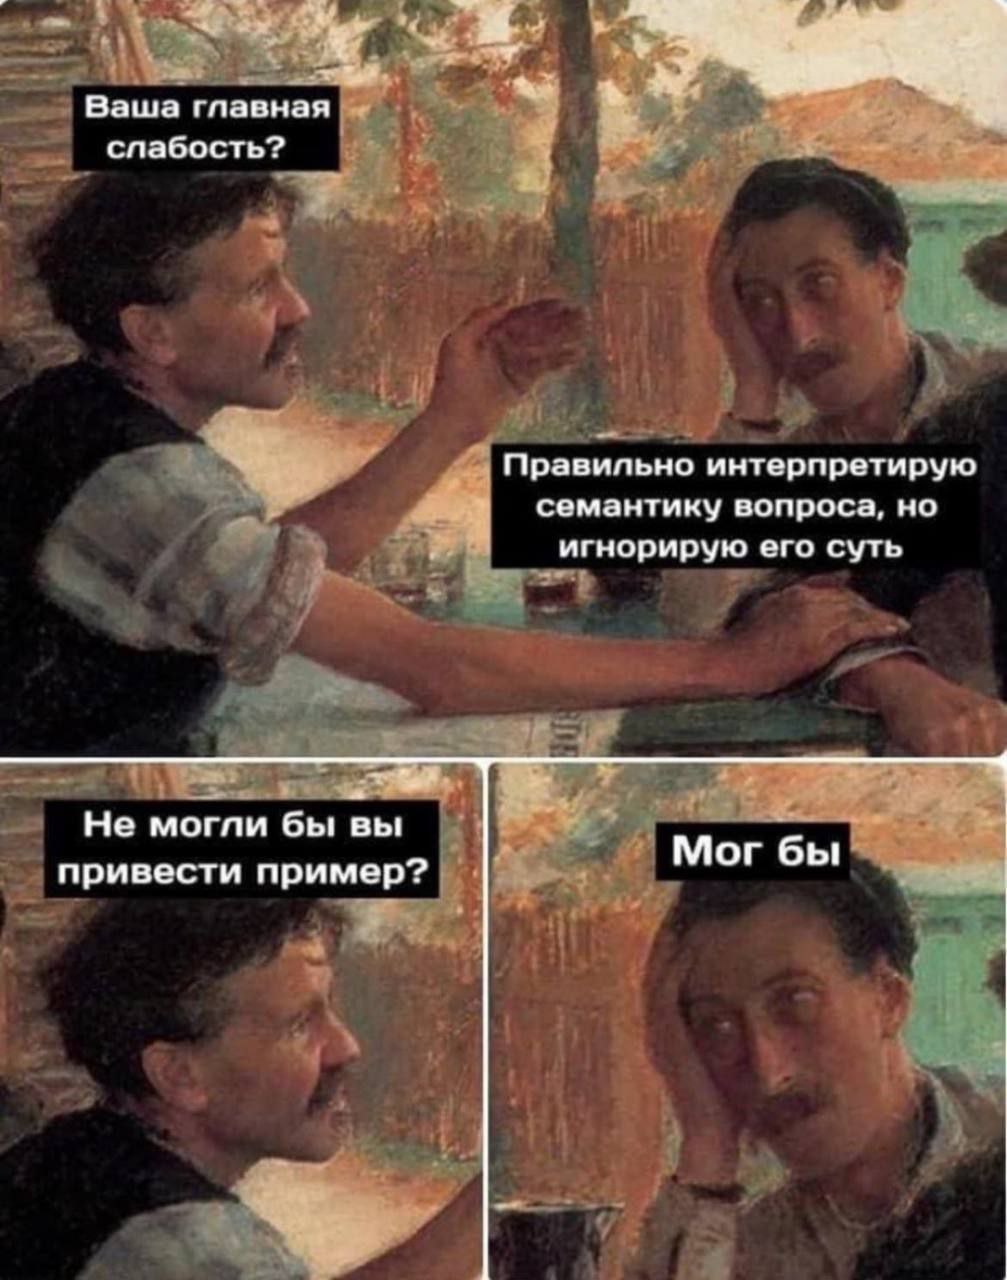 Ваша главная
слабость?
Правильно интерпретирую
семантику вопроса, но
игнорирую его суть
Не могли бы вы
привести пример?
Мог бы